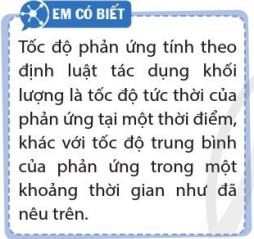 EM CÓ BIẾT
Tốc độ phản ứng tính theo
định luật tác dụng khối
lượng là tốc độ tức thời của
phản ứng tại một thời điểm,
khác với tốc độ trung bình
của phản ứng trong một
khoảng thời gian như đã
nêu trên.